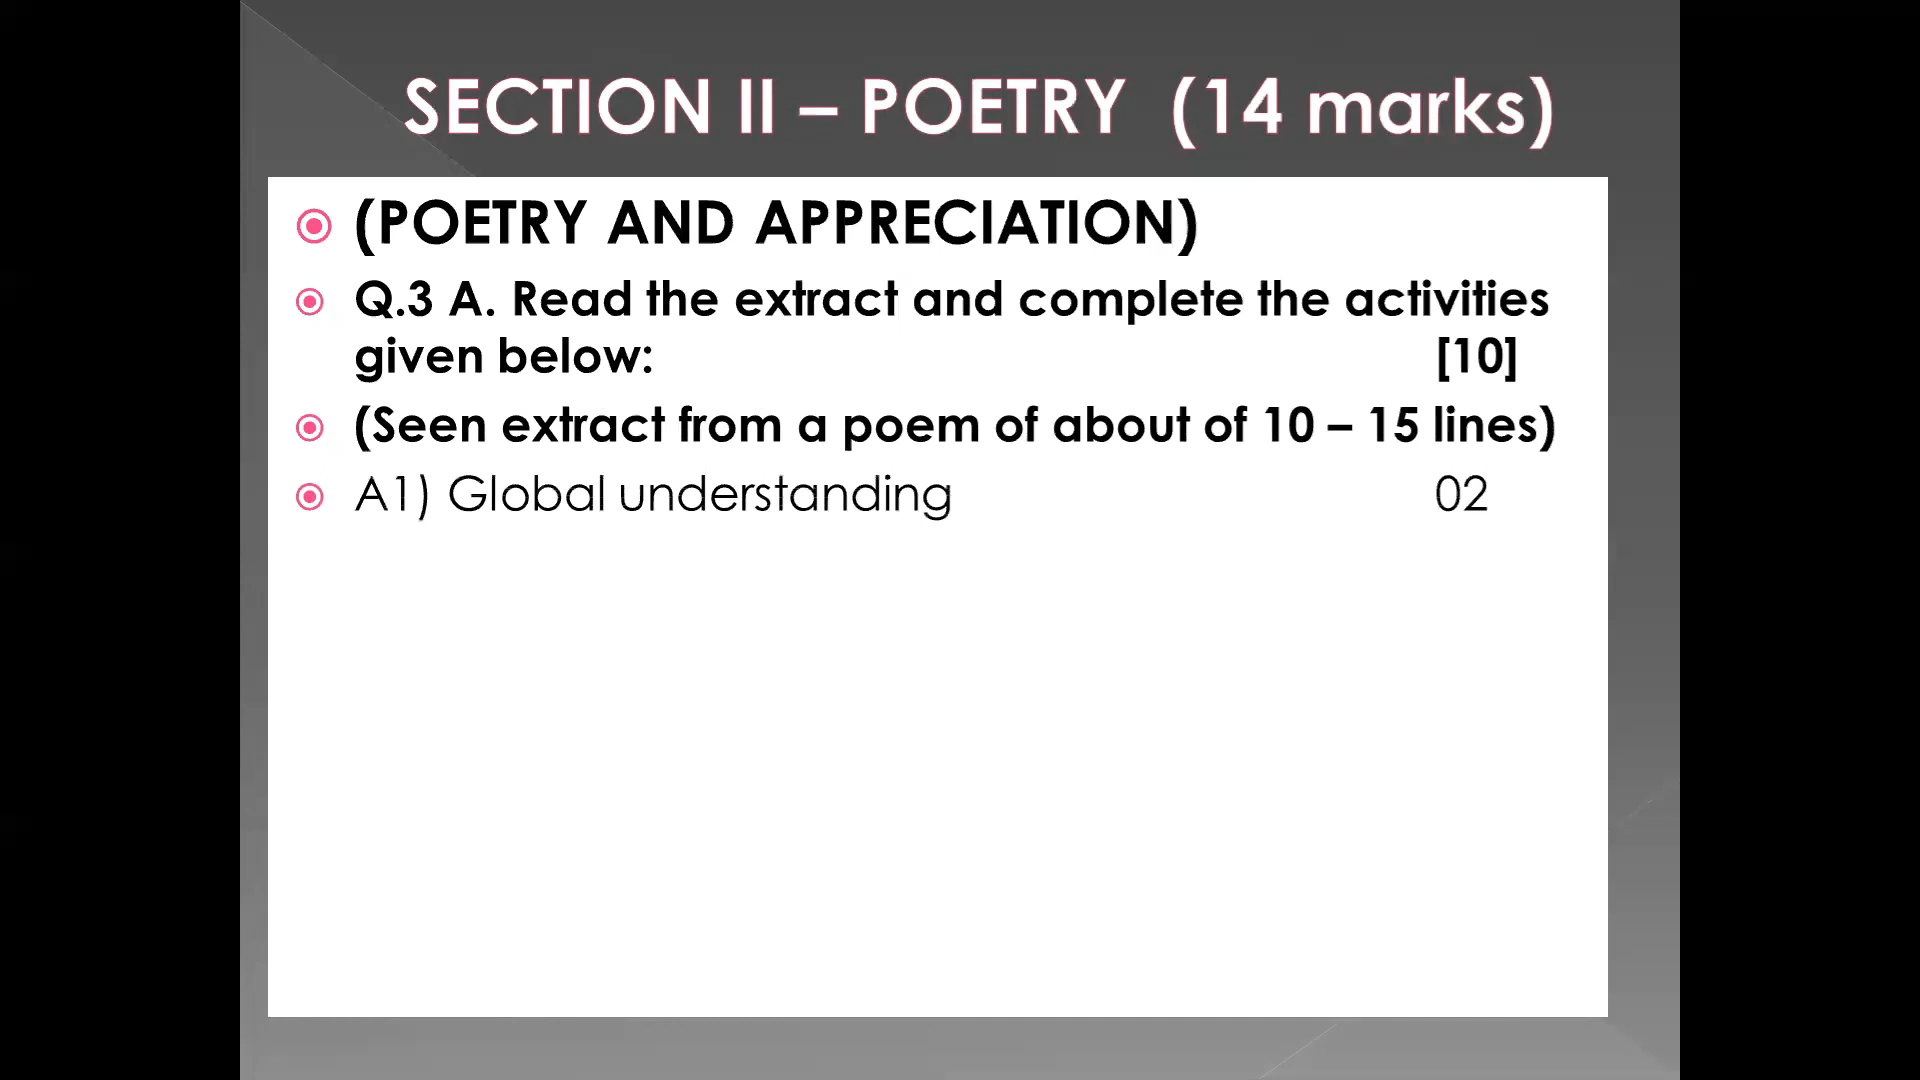 SECTION II – POETRY (14 marks)
(POETRY AND APPRECIATION)
Q.3 A. Read the extract and complete the activities
given below: [10]
(Seen extract from a poem of about of 10 – 15 lines)
A1) Global understanding 02